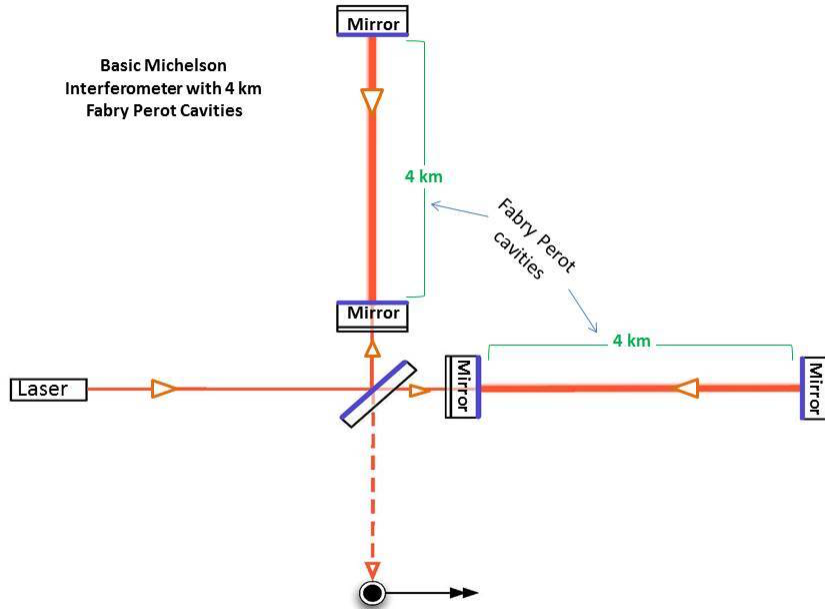 Mirror
Basic Michelson
Interferometer with 4 km
Fabry Perot Cavities
4 km
Fabry Perot
cavities
Mirror
4 km
Laser
Mirror
Mirror